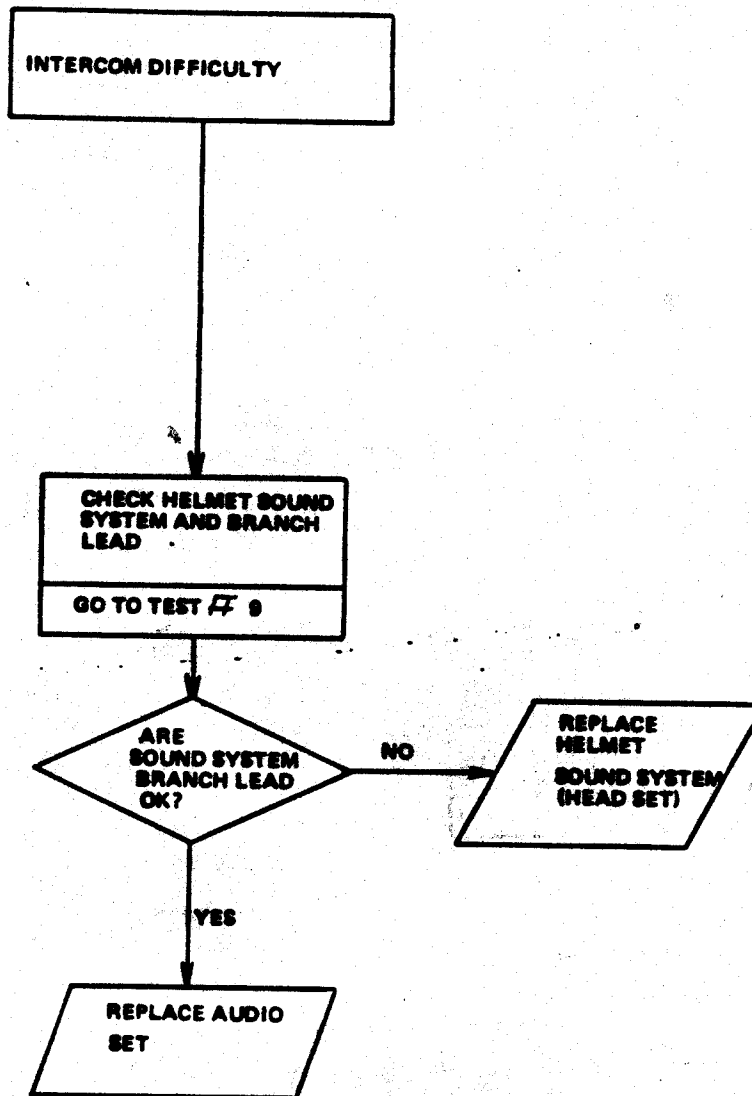 INTERCOM DIFFICULTY
CHECK HELMET SOUND
SYSTEM AND BRANCH
LEAD
GO TO TEST # 9
ARE
SOUND SYSTEM
BRANCH LEAD
OK?
NO
REPLACE
HELMET
SOUND SYSTEM
(HEAD SET)
YES
REPLACE AUDIO
SET